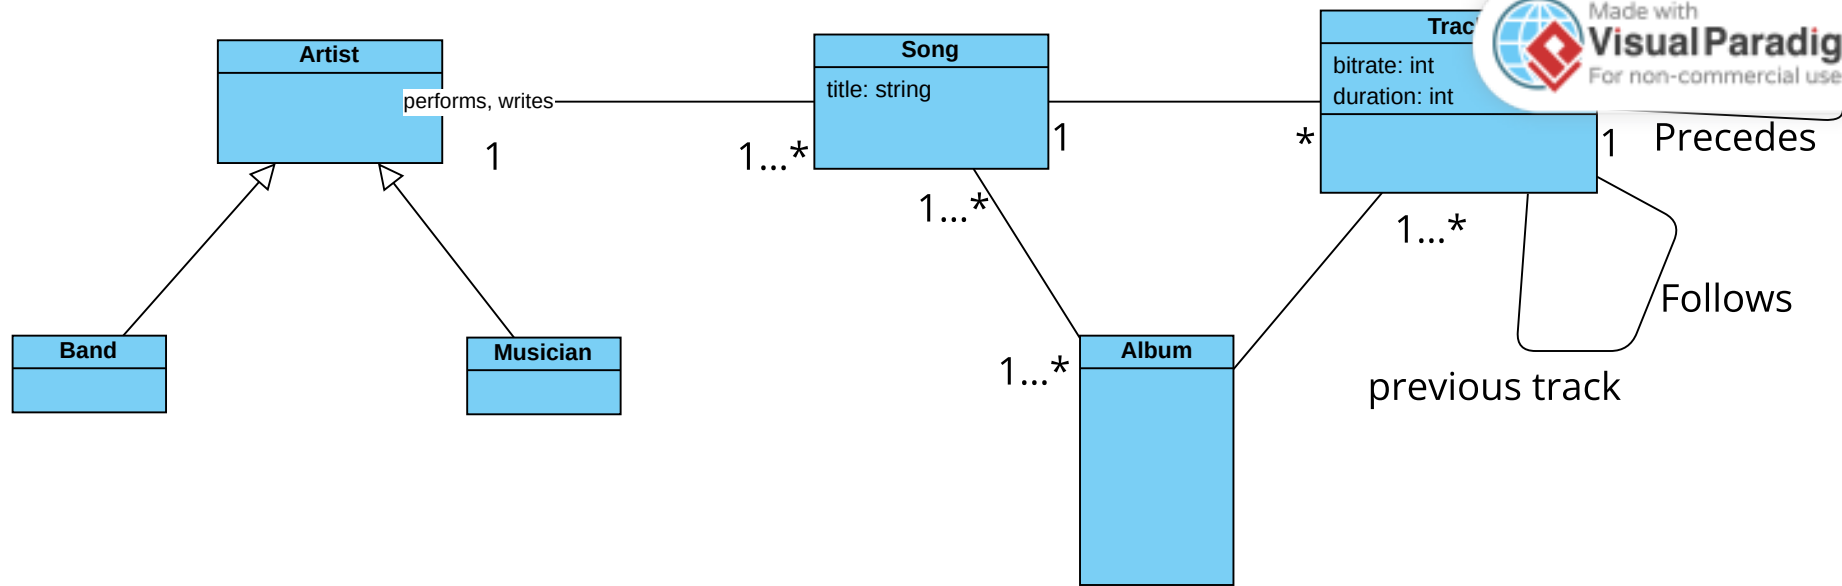 Artist
performs, writes
1
1...*
Song
title: string
1
1...*
*
Trac
bitrate: int
duration: int
1
Precedes
1...*
Follows
previous track
Band
Musician
1...*
Album
Made with
Visual Paradig
For non-commercial use